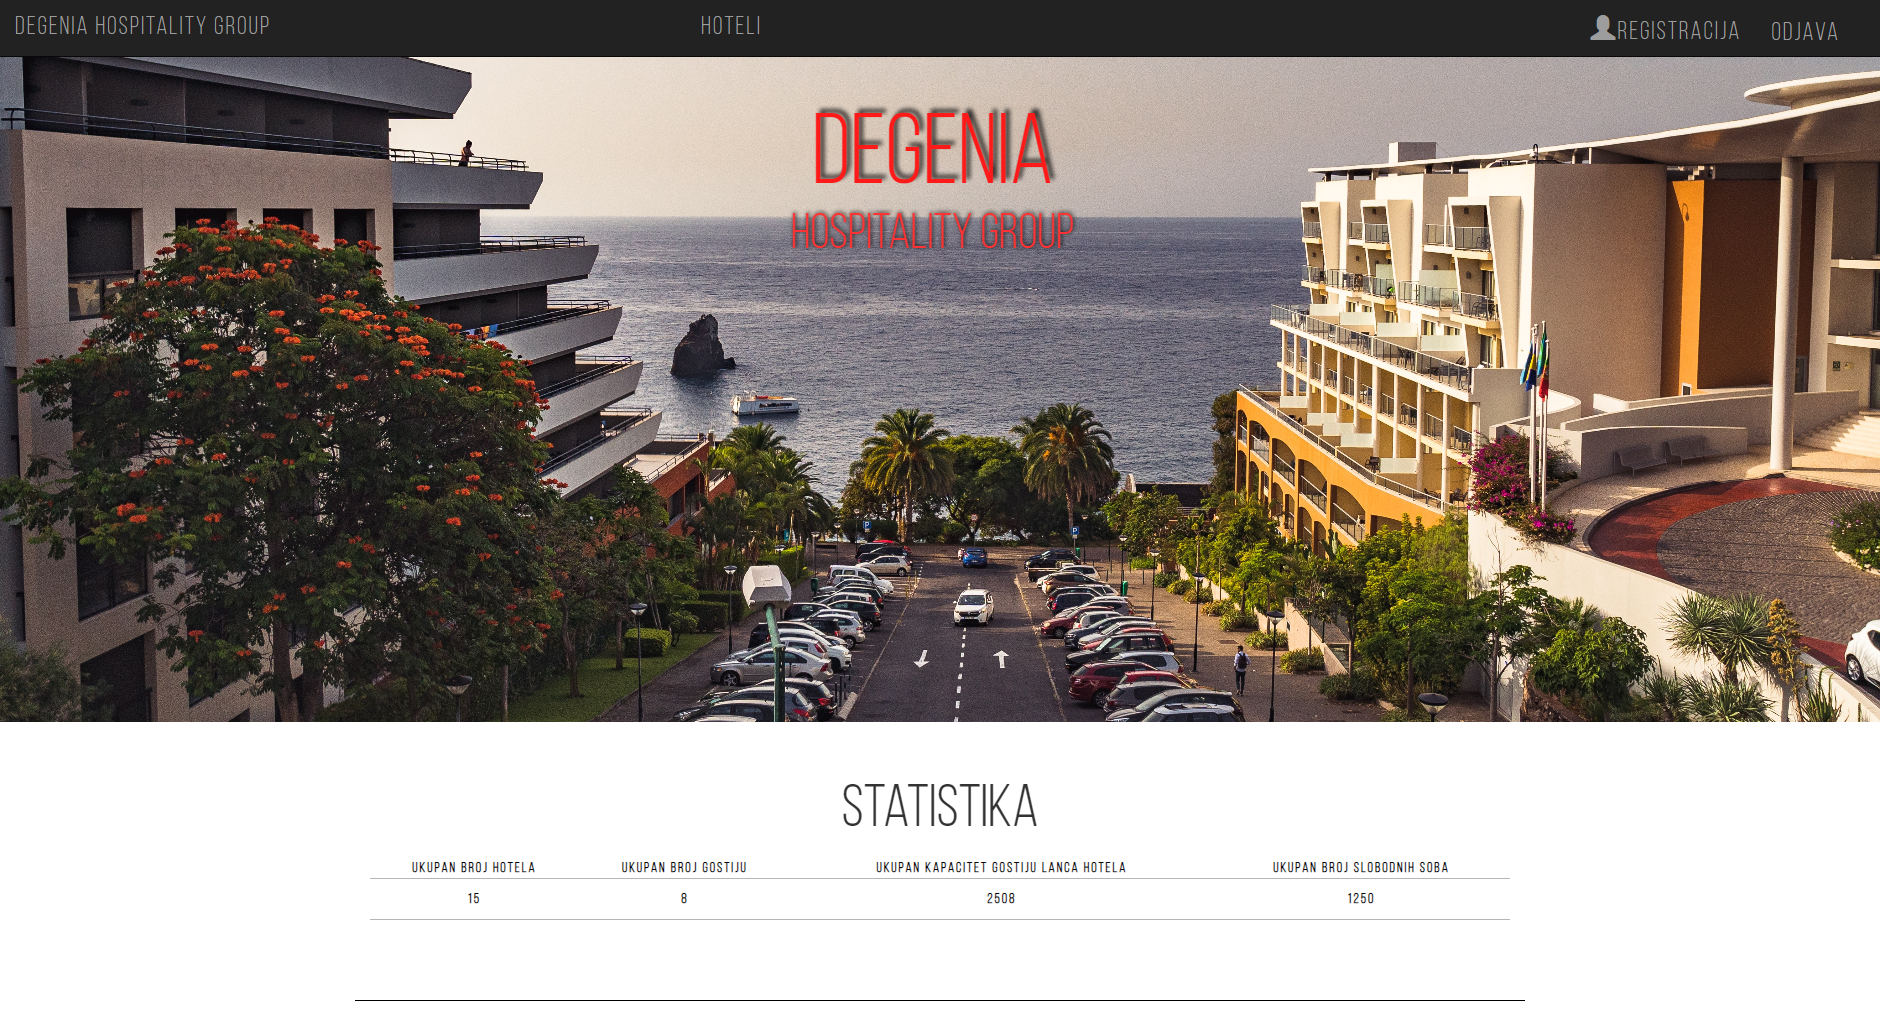 DEGENIA HOSPITALITY GROUP
HOTELI
REGISTRACIJA
ODJAVA
DEGENIA
HOSPITALITY GROUP
P
P
STATISTIKA
UKUPAN BROJ HOTELA UKUPAN BROJ GOSTIJU UKUPAN KAPACITET GOSTIJU LANCA HOTELA UKUPAN BROJ SLOBODNIH SOBA
15 8 2508 1250